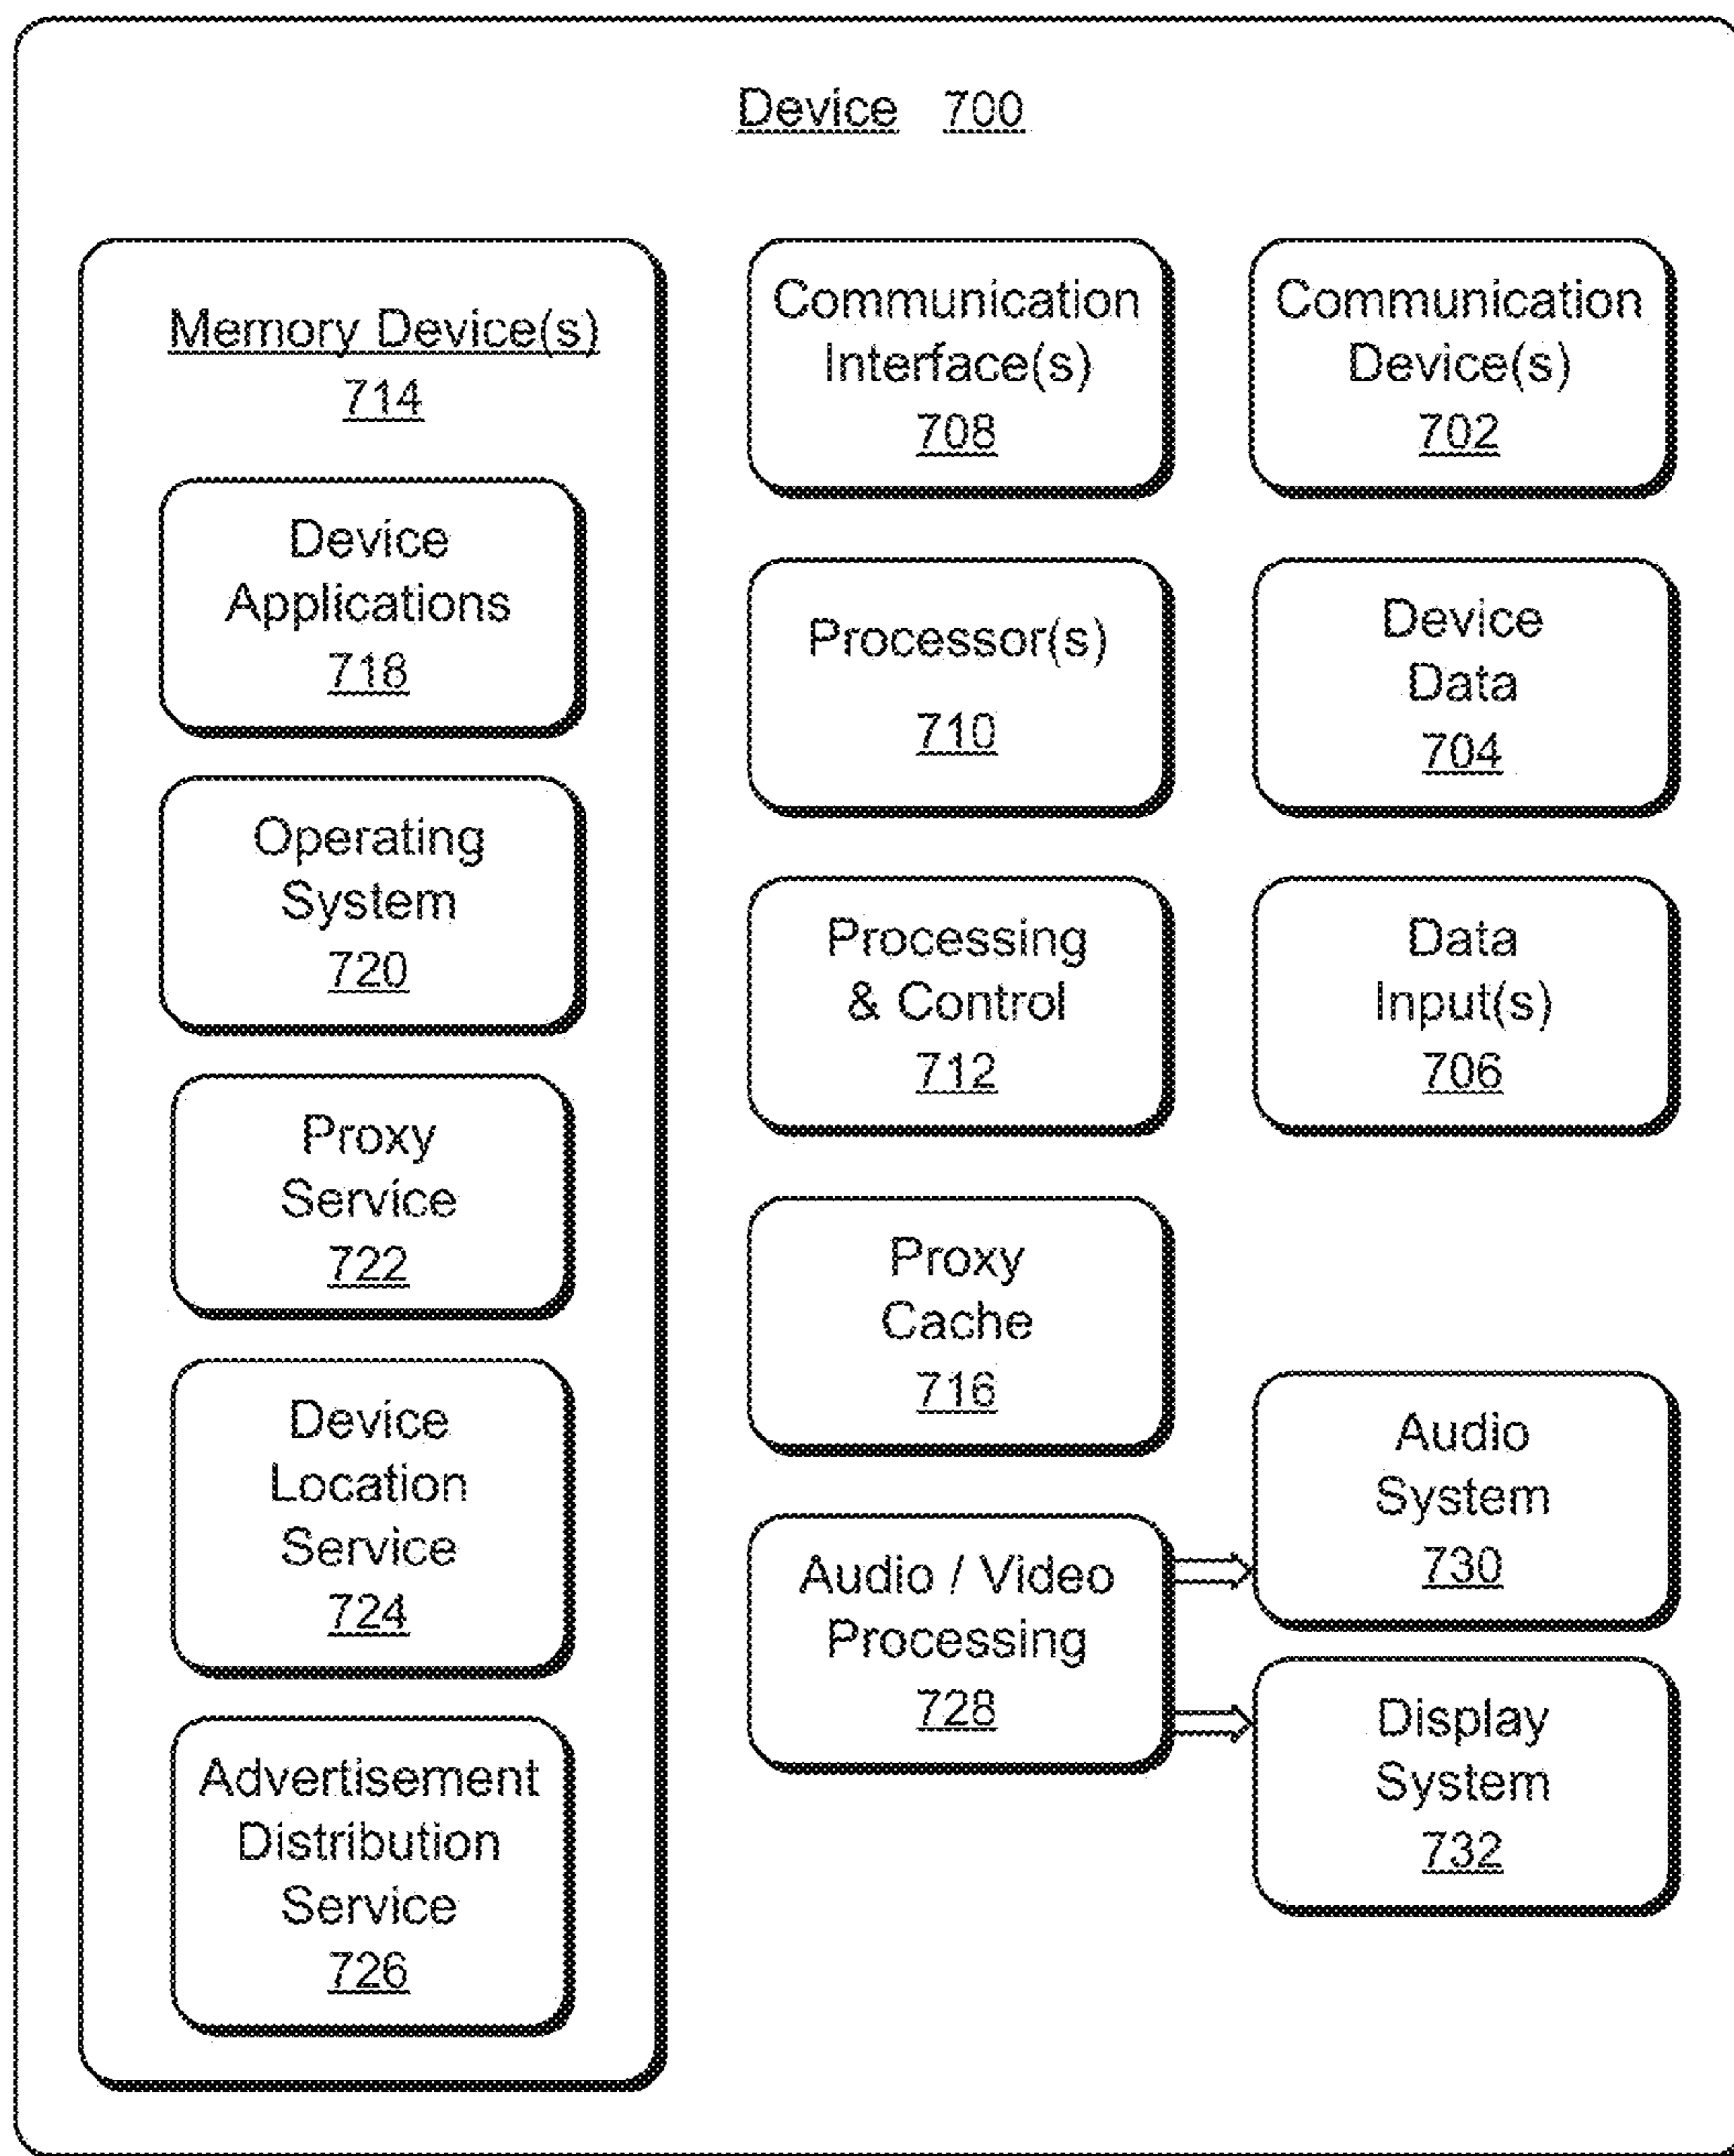 Device 700
Memory Device(s)
714
Device
Applications
718
Operating
System
720
Proxy
Service
722
Device
Location
Service
724
Advertisement
Distribution
Service
726
Communication
Interface(s)
708
Processor(s)
710
Processing
& Control
712
Proxy
Cache
716
Audio / Video
Processing
728
Communication
Device(s)
702
Device
Data
704
Data
Input(s)
706
Audio
System
730
Display
System
732